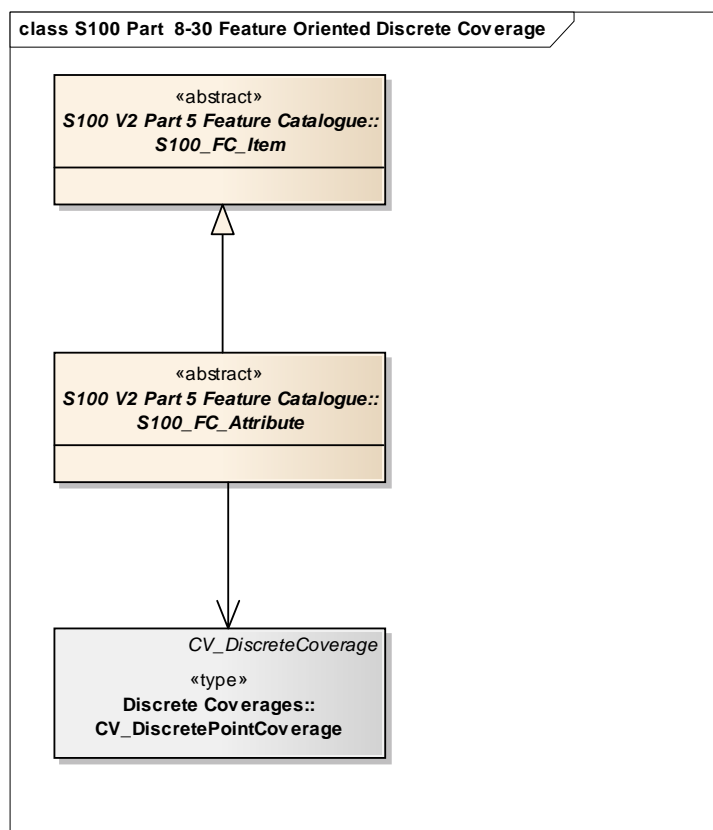 class S100 Part  8-30 Feature Oriented Discrete Coverage
«abstract»
S100 V2 Part 5 Feature Catalogue::
S100_FC_Item
«abstract»
S100 V2 Part 5 Feature Catalogue::
S100_FC_Attribute
CV_DiscreteCoverage
«type»
Discrete Coverages::
CV_DiscretePointCoverage